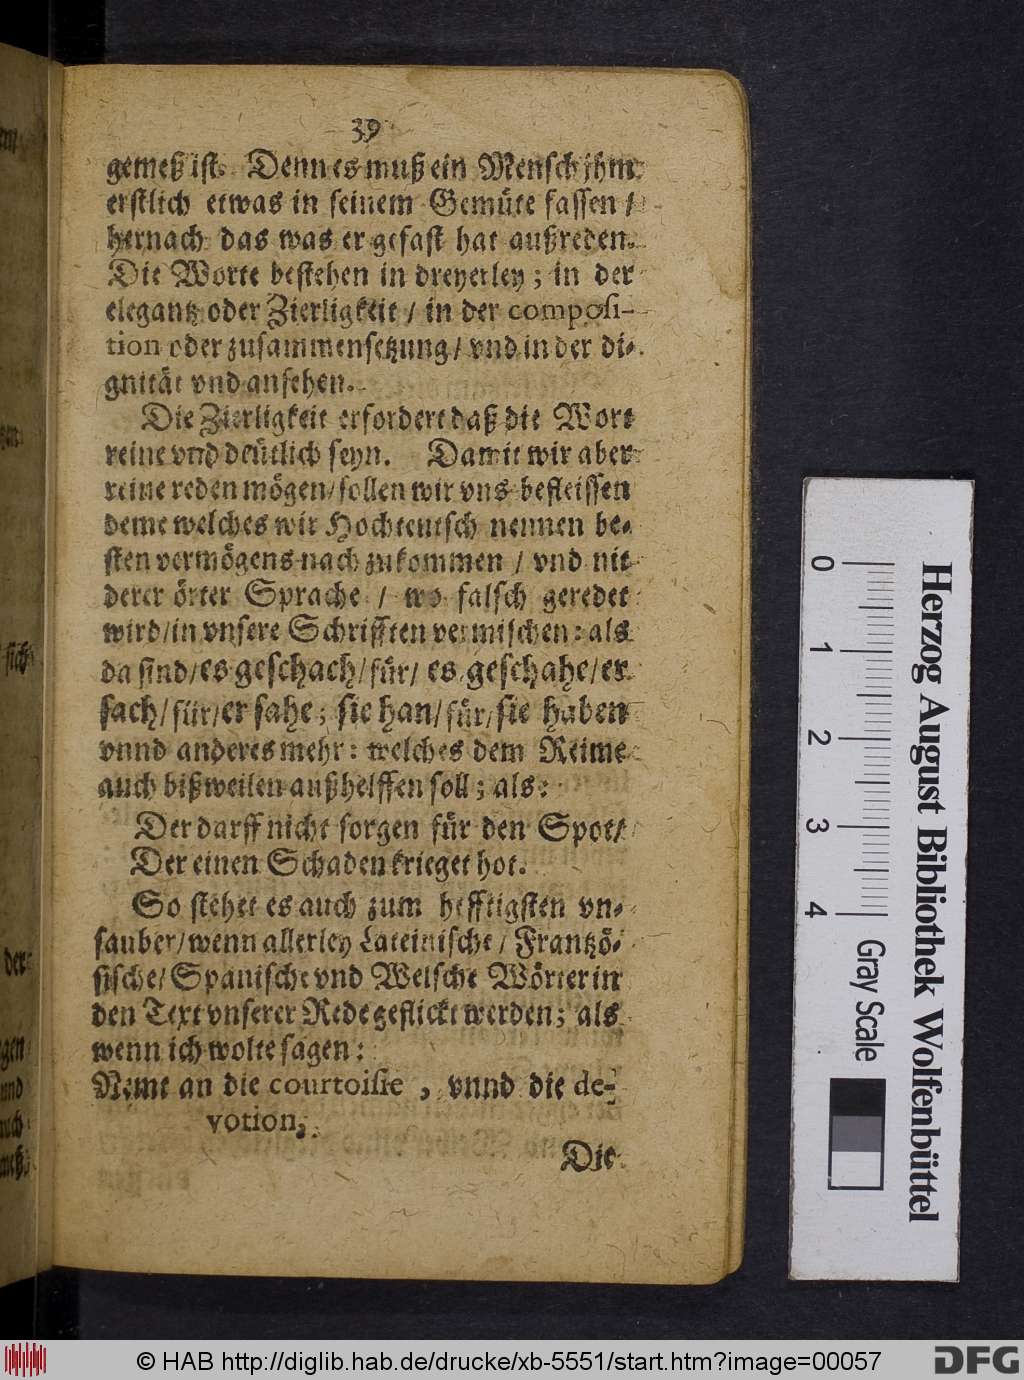 39
gemeß ist. Denn es muß ein Mensch jhm
erstlich etwas in seinem Gemüte fassen /
hernach das was er gefast hat außreden.
Die Worte bestehen in dreyerley; in der
elegantz oder Zierligkeit / in der composi-
tion oder zusammensetzung / vnd in der di-
gnität vnd ansehen.
Die Zierligkeit erfordert daß die Wort
reine vnd deütlich seyn. Damit wir aber
reine reden mögen / sollen wir vns befleissen
deme welches wir Hochteutsch nennen be-
sten vermögens nach zukommen / vnd nit
derer örter Sprache / wo falsch geredet
wird / in vnsere Schrifften vermischen: als
da sind / es geschach / für / es geschahe / er
sach / für / er sahe; sie han / für / sie haben
vnnd anderes mehr: welches dem Reime
auch bißweilen außhelffen soll; als:
Der darff nicht sorgen für den Spot /
Der einen Schaden krieget hot.
So stehet es auch zum hefftigsten vn-
sauber / wenn allerley Lateinische / Frantzö-
sische / Spanische vnd Welsche Wörter in
den Text vnserer Rede geflickt werden; als
wenn ich wolte sagen:
Nemt an die courtoisie , vnnd die de-
votion,
Die
sich
der
gen
vnd
0 1 2 3 4
Gray Scale
Herzog August Bibliothek Wolfenbüttel
© HAB http://diglib.hab.de/drucke/xb-5551/start.htm?image=00057
DFG